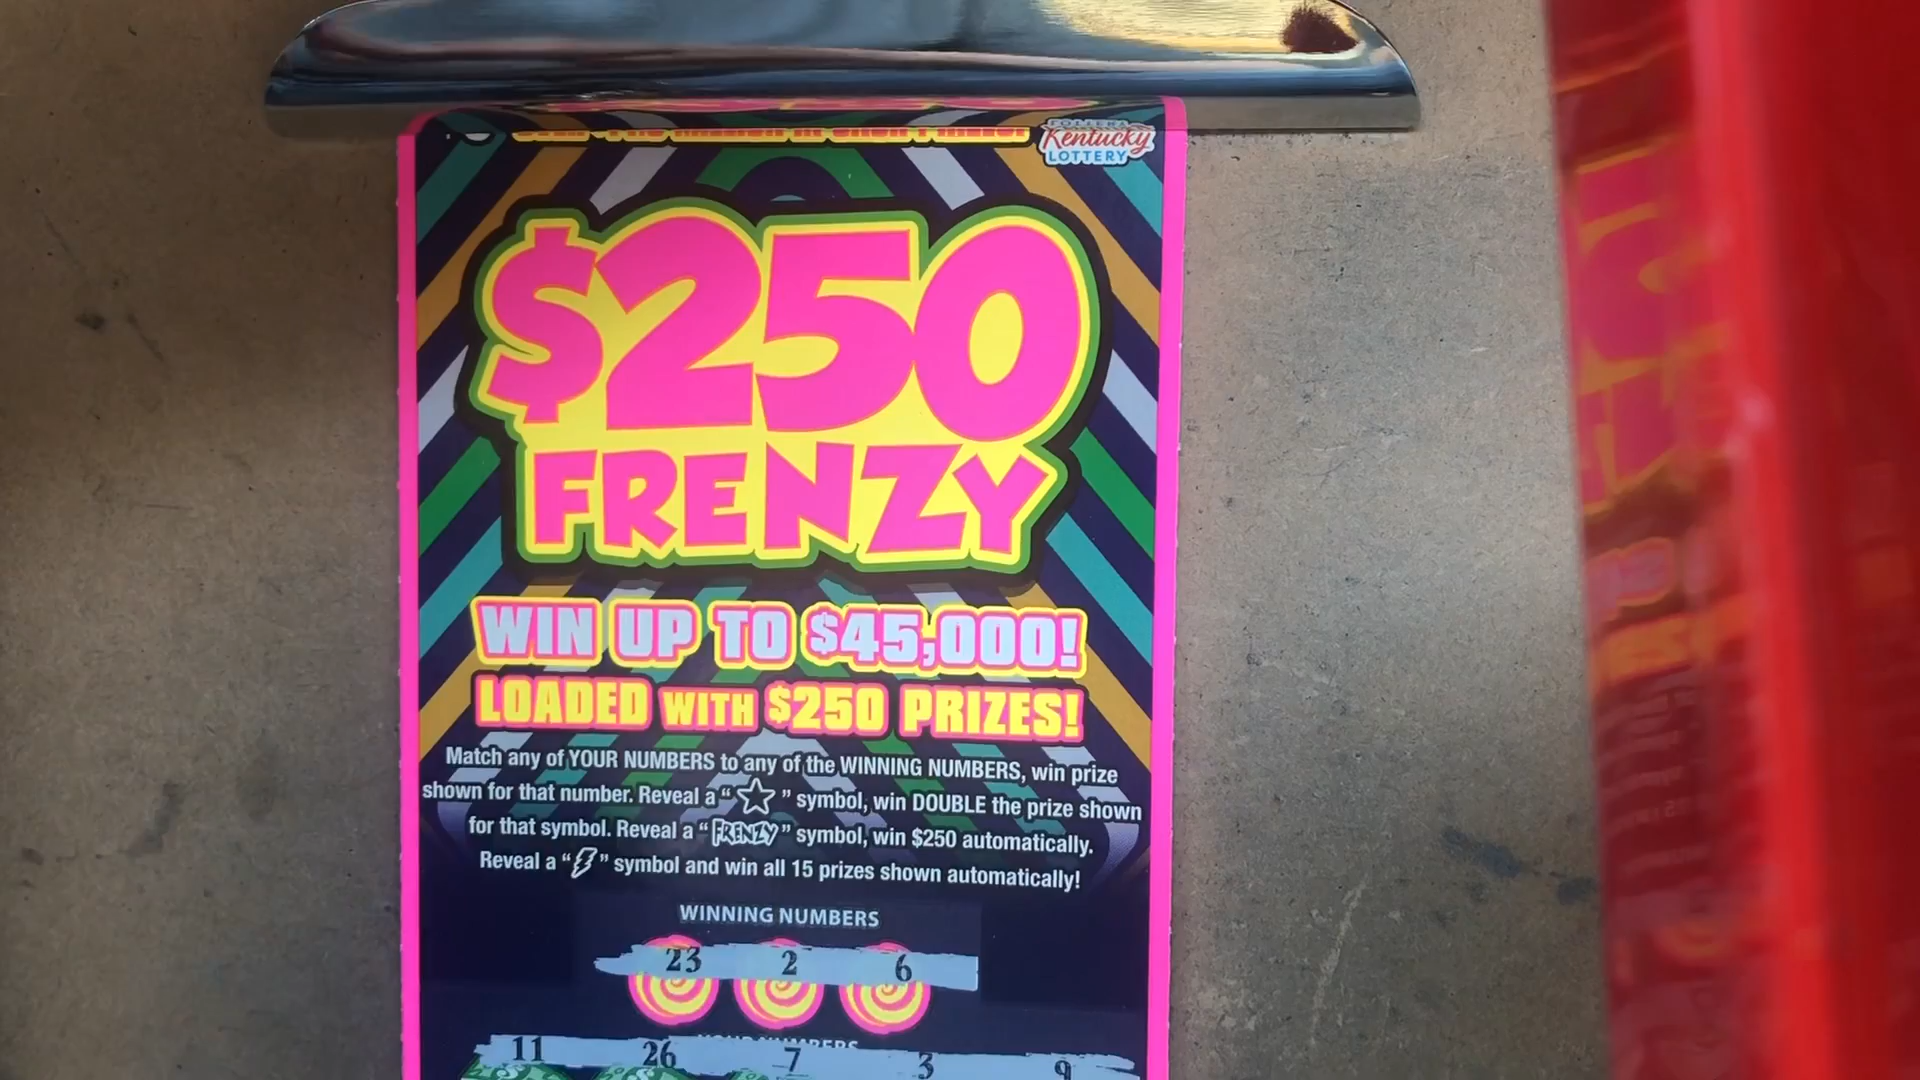 Kentucky
LOTTERY
$250
FRENZY
WIN UP TO $45,000!
LOADED WITH $250 PRIZES!
Match any of YOUR NUMBERS to any of the WINNING NUMBERS, win prize
shown for that number. Reveal a “ ” symbol, win DOUBLE the prize shown
for that symbol. Reveal a “FRENZY” symbol, win $250 automatically.
Reveal a “ ” symbol and win all 15 prizes shown automatically!
WINNING NUMBERS
23 2 6
YOUR NUMBERS
11 26 7 3 9